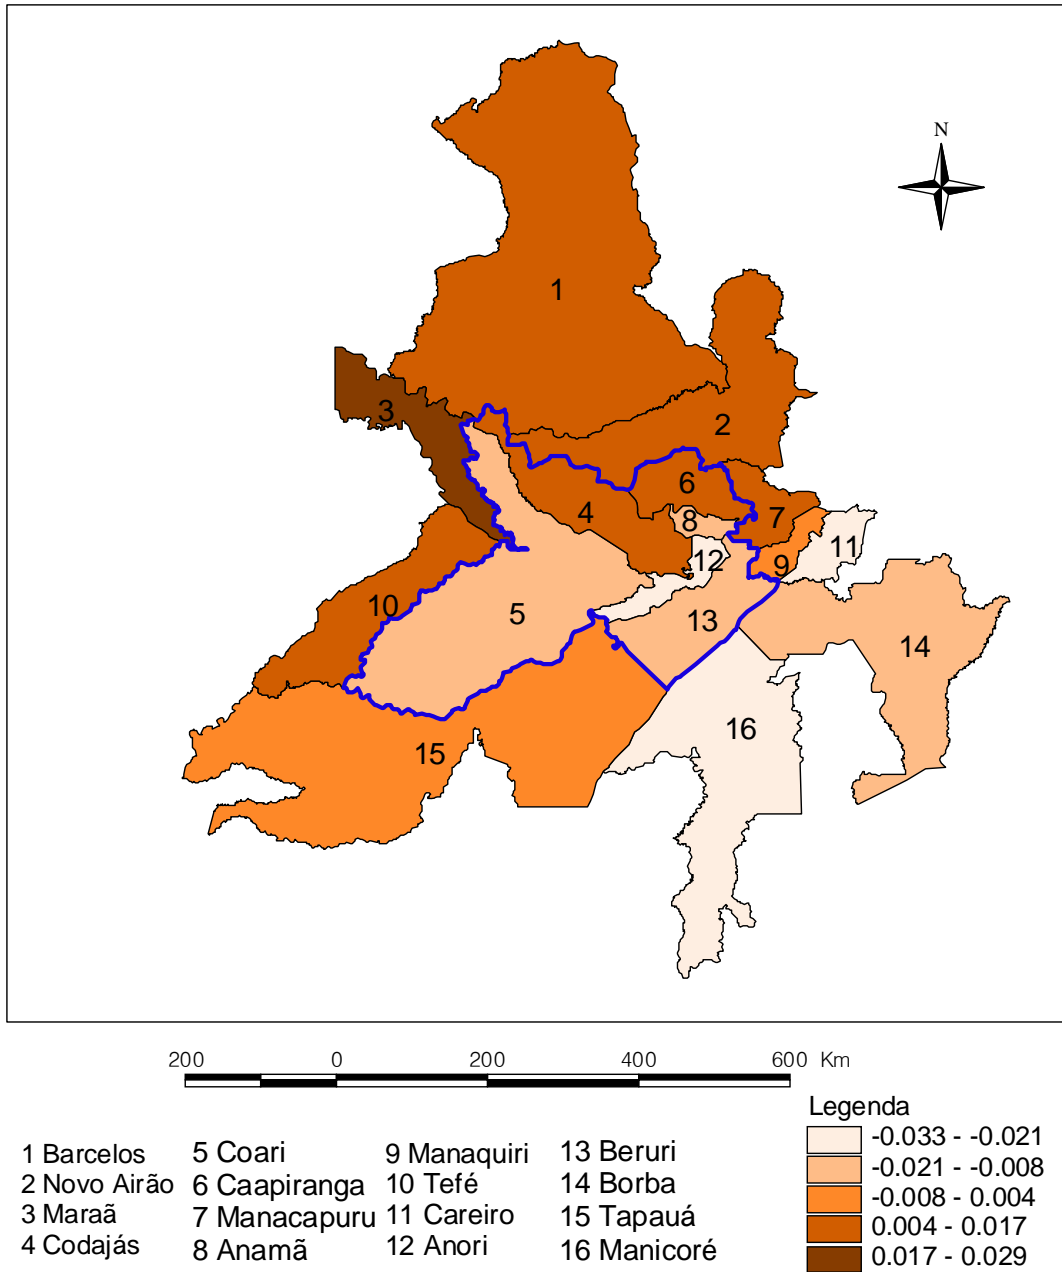 N
1
2
3
4
5
6
7
8
9
10
11
12
13
14
15
16
200 0 200 400 600 Km
Legenda
-0.033 - -0.021
-0.021 - -0.008
-0.008 - 0.004
0.004 - 0.017
0.017 - 0.029
1 Barcelos
2 Novo Airão
3 Maraã
4 Codajás
5 Coari
6 Caapiranga
7 Manacapuru
8 Anamã
9 Manaquiri
10 Tefé
11 Careiro
12 Anori
13 Beruri
14 Borba
15 Tapauá
16 Manicoré